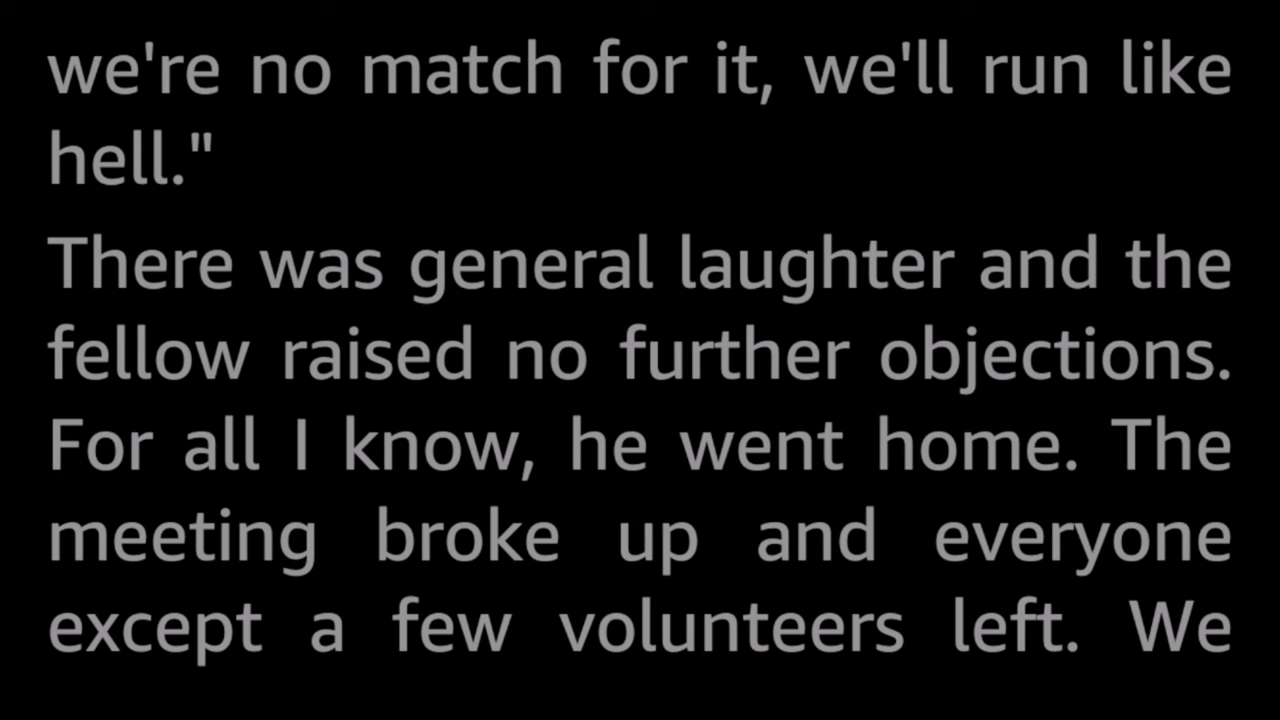 we're no match for it, we'll run like
hell."
There was general laughter and the
fellow raised no further objections.
For all I know, he went home. The
meeting broke up and everyone
except a few volunteers left. We